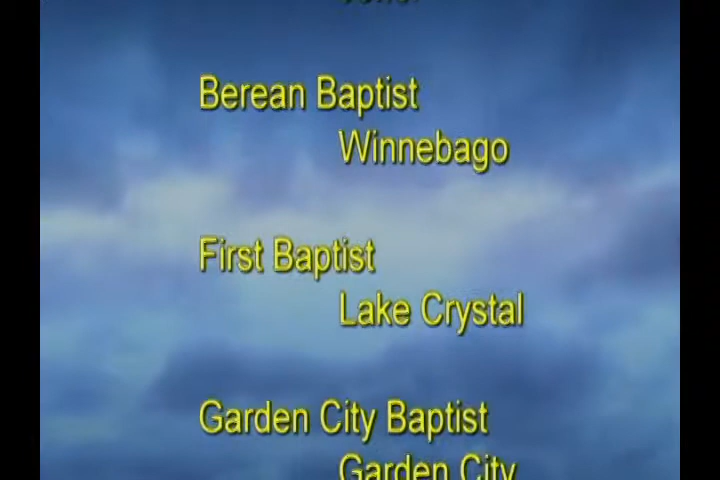 Berean Baptist
Winnebago
First Baptist
Lake Crystal
Garden City Baptist
Garden City